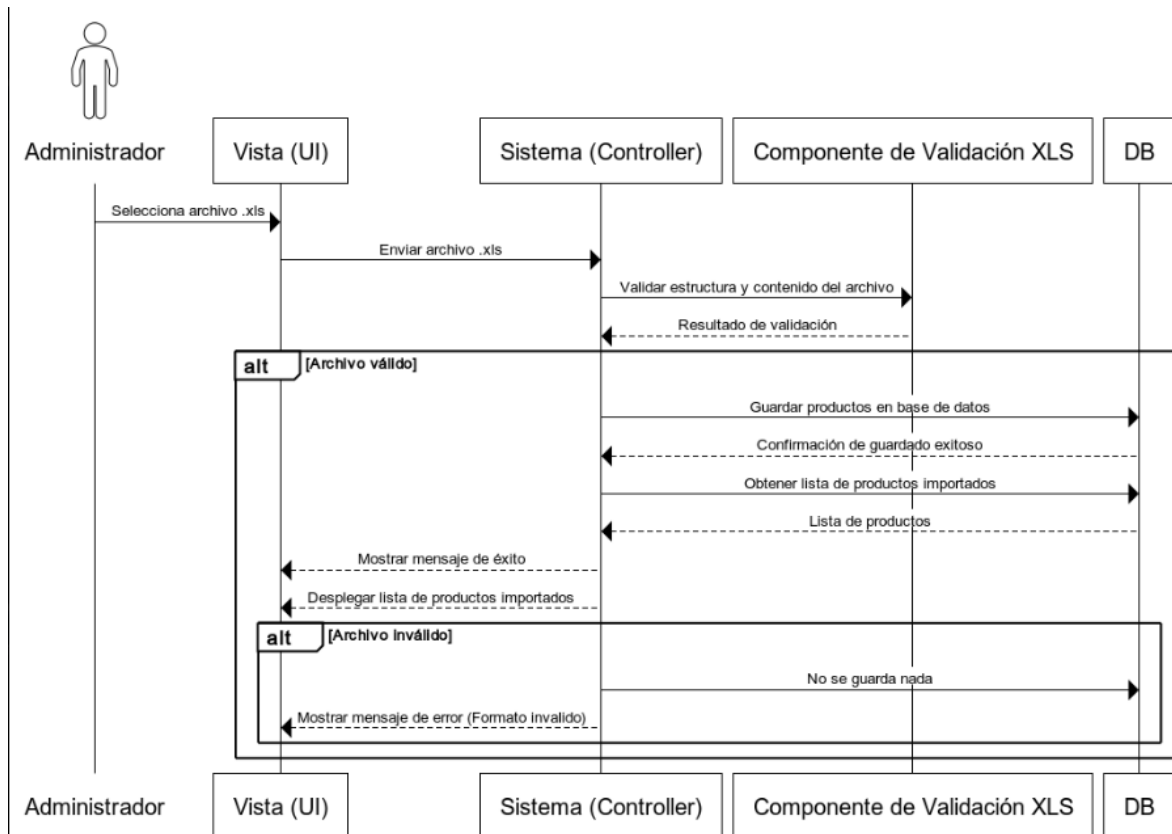 Administrador
Vista (UI)
Sistema (Controller)
Componente de Validación XLS
DB
Selecciona archivo .xls
Enviar archivo .xls
Validar estructura y contenido del archivo
Resultado de validación
alt
[Archivo válido]
Guardar productos en base de datos
Confirmación de guardado exitoso
Obtener lista de productos importados
Lista de productos
Mostrar mensaje de éxito
Desplegar lista de productos importados
alt
[Archivo inválido]
No se guarda nada
Mostrar mensaje de error (Formato invalido)
Administrador
Vista (UI)
Sistema (Controller)
Componente de Validación XLS
DB